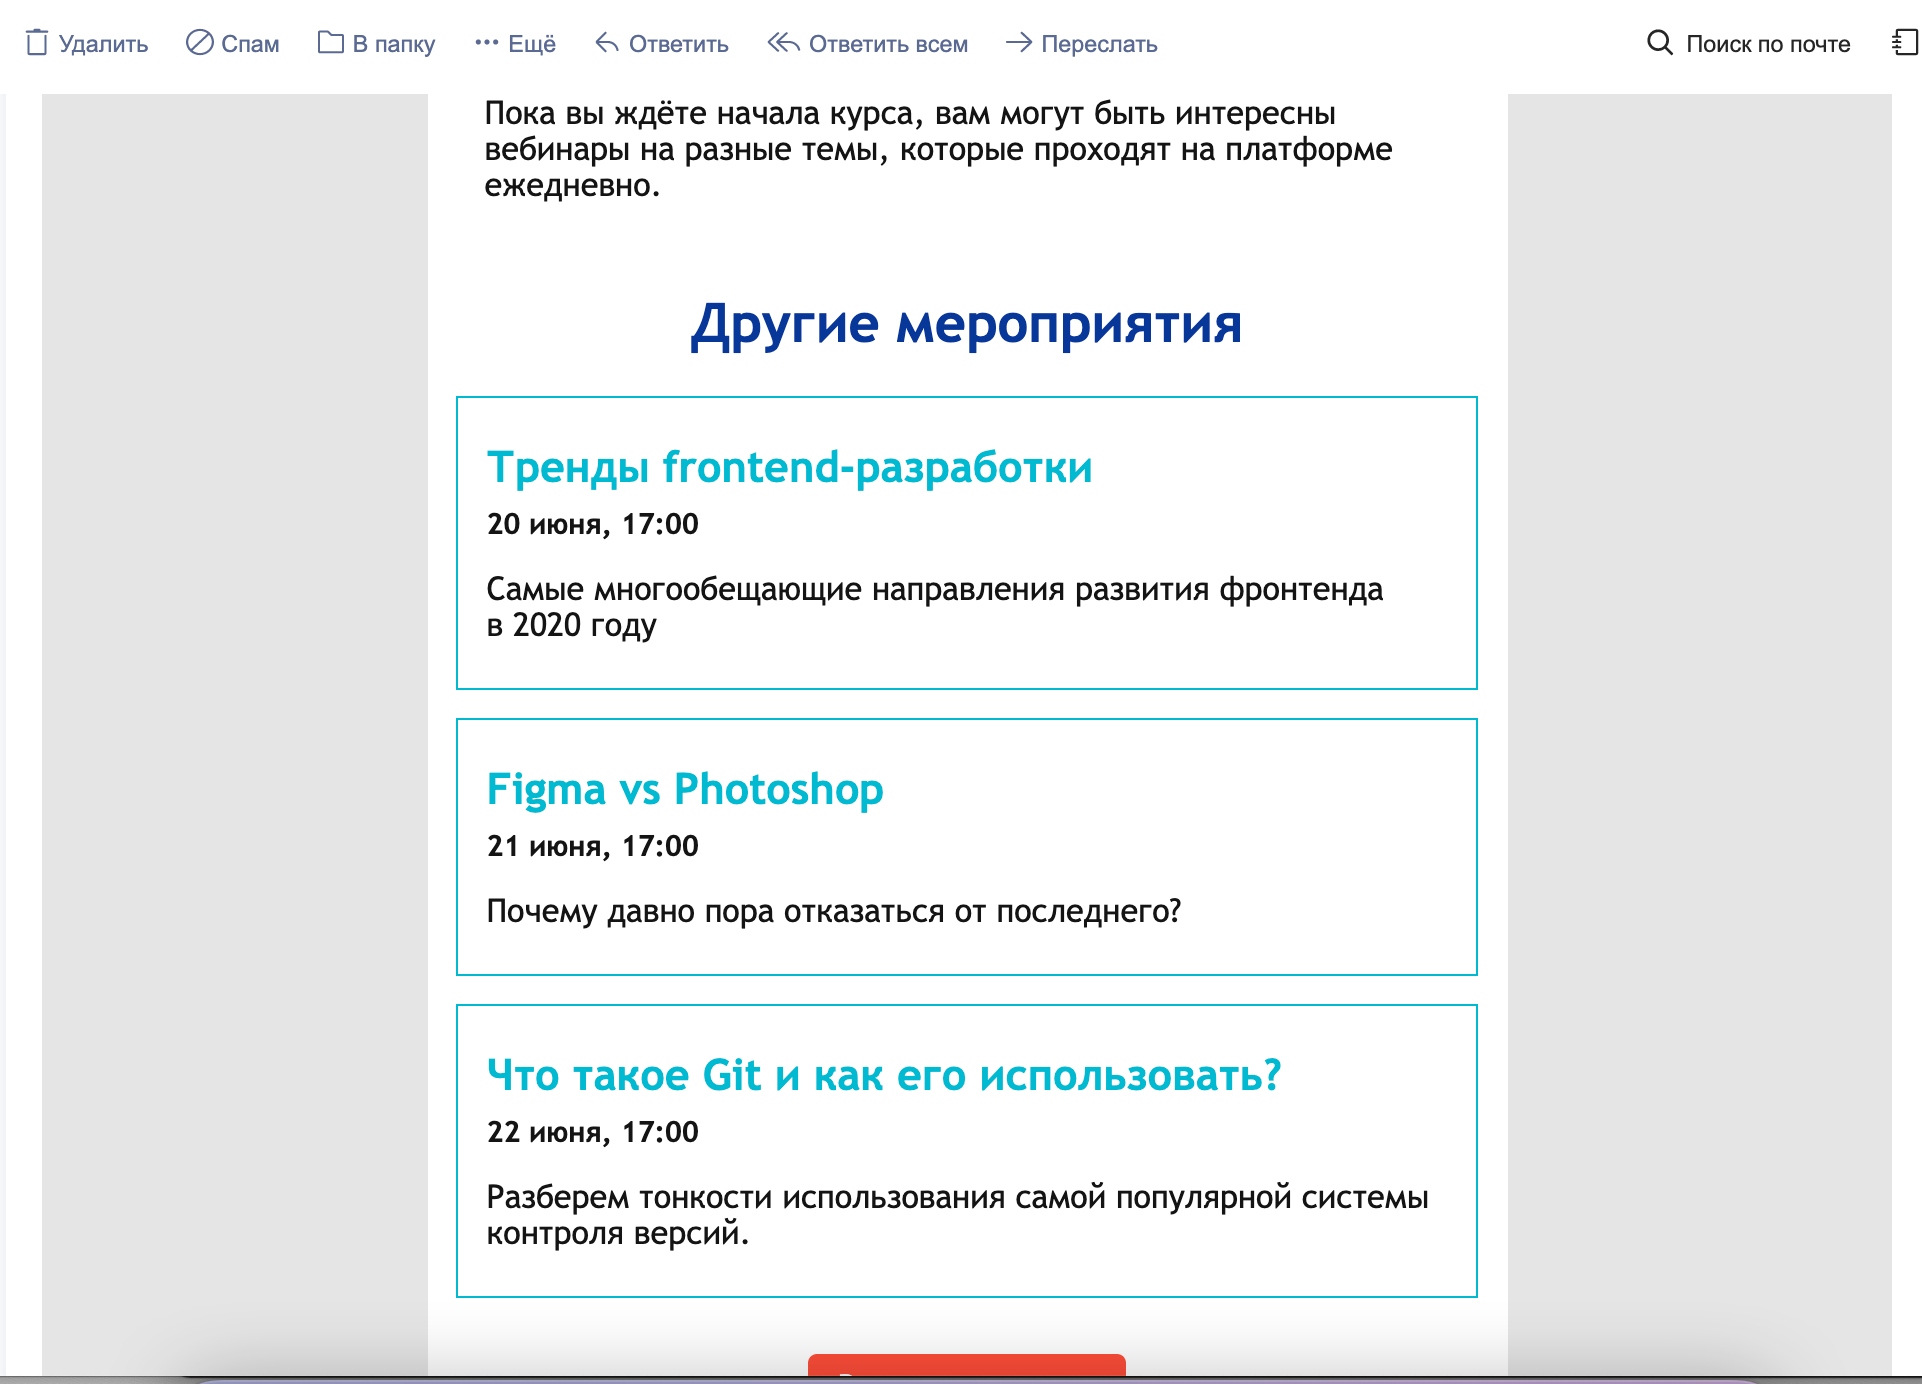 Удалить Спам В папку Ещё Ответить Ответить всем Переслать Поиск по почте
Пока вы ждёте начала курса, вам могут быть интересны
вебинары на разные темы, которые проходят на платформе
ежедневно.
Другие мероприятия
Тренды frontend-разработки
20 июня, 17:00
Самые многообещающие направления развития фронтенда
в 2020 году
Figma vs Photoshop
21 июня, 17:00
Почему давно пора отказаться от последнего?
Что такое Git и как его использовать?
22 июня, 17:00
Разберем тонкости использования самой популярной системы
контроля версий.